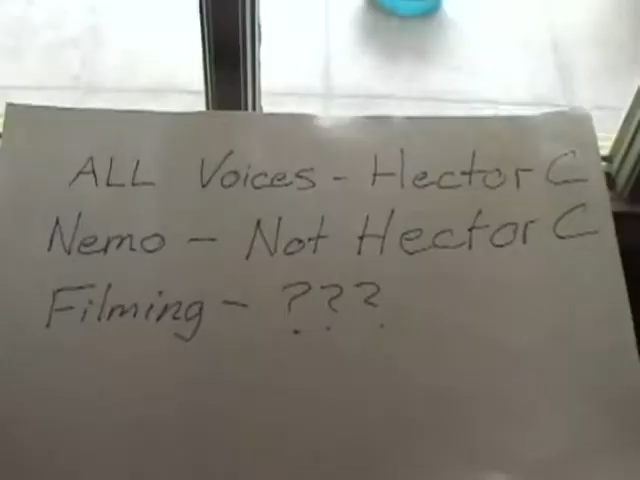 ALL Voices - Hector C
Nemo - Not Hector C
Filming - ???